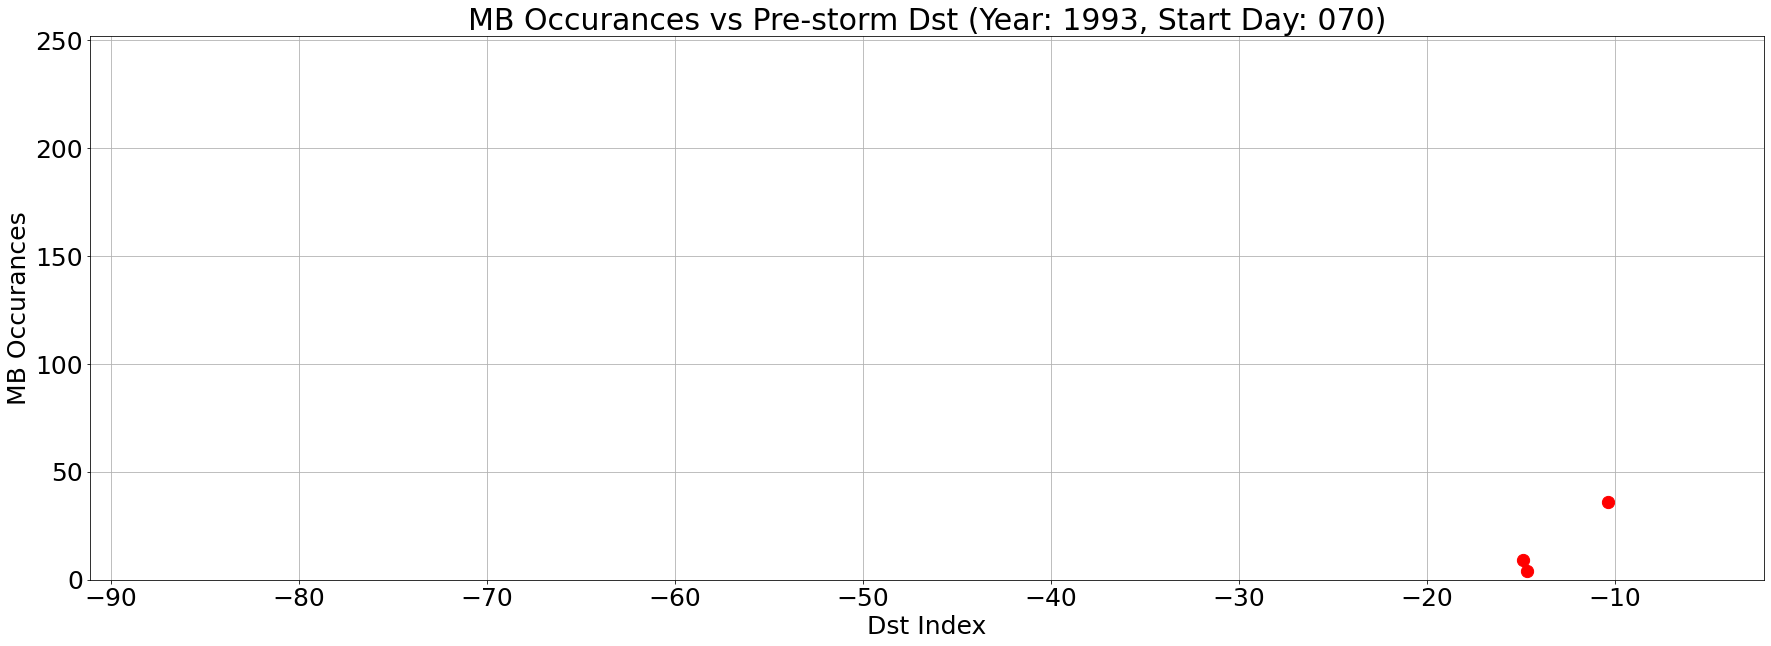 MB Occurances vs Pre-storm Dst (Year: 1993, Start Day: 070)
250
200
150
100
50
0
MB Occurances
−90 −80 −70 −60 −50 −40 −30 −20 −10
Dst Index